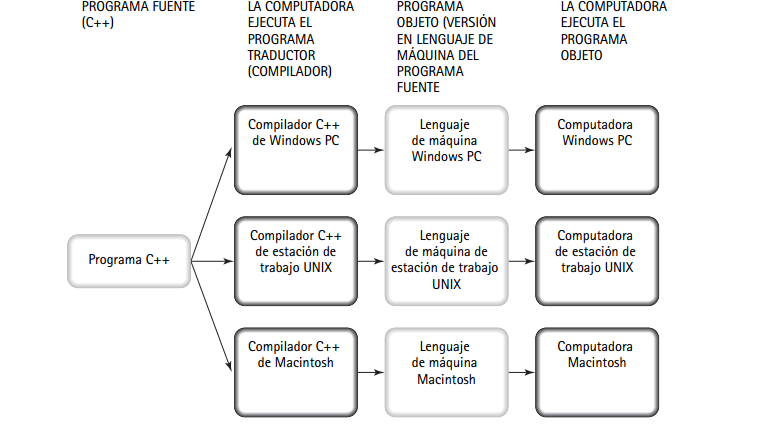 PROGRAMA FUENTE
(C++)
LA COMPUTADORA
EJECUTA EL
PROGRAMA
TRADUCTOR
(COMPILADOR)
PROGRAMA
OBJETO (VERSIÓN
EN LENGUAJE DE
MÁQUINA DEL
PROGRAMA
FUENTE
LA COMPUTADORA
EJECUTA EL
PROGRAMA
OBJETO
Programa C++
Compilador C++
de Windows PC
Lenguaje
de máquina
Windows PC
Computadora
Windows PC
Compilador C++
de estación de
trabajo UNIX
Lenguaje
de máquina de
estación de trabajo
UNIX
Computadora
de estación de
trabajo UNIX
Compilador C++
de Macintosh
Lenguaje
de máquina
Macintosh
Computadora
Macintosh